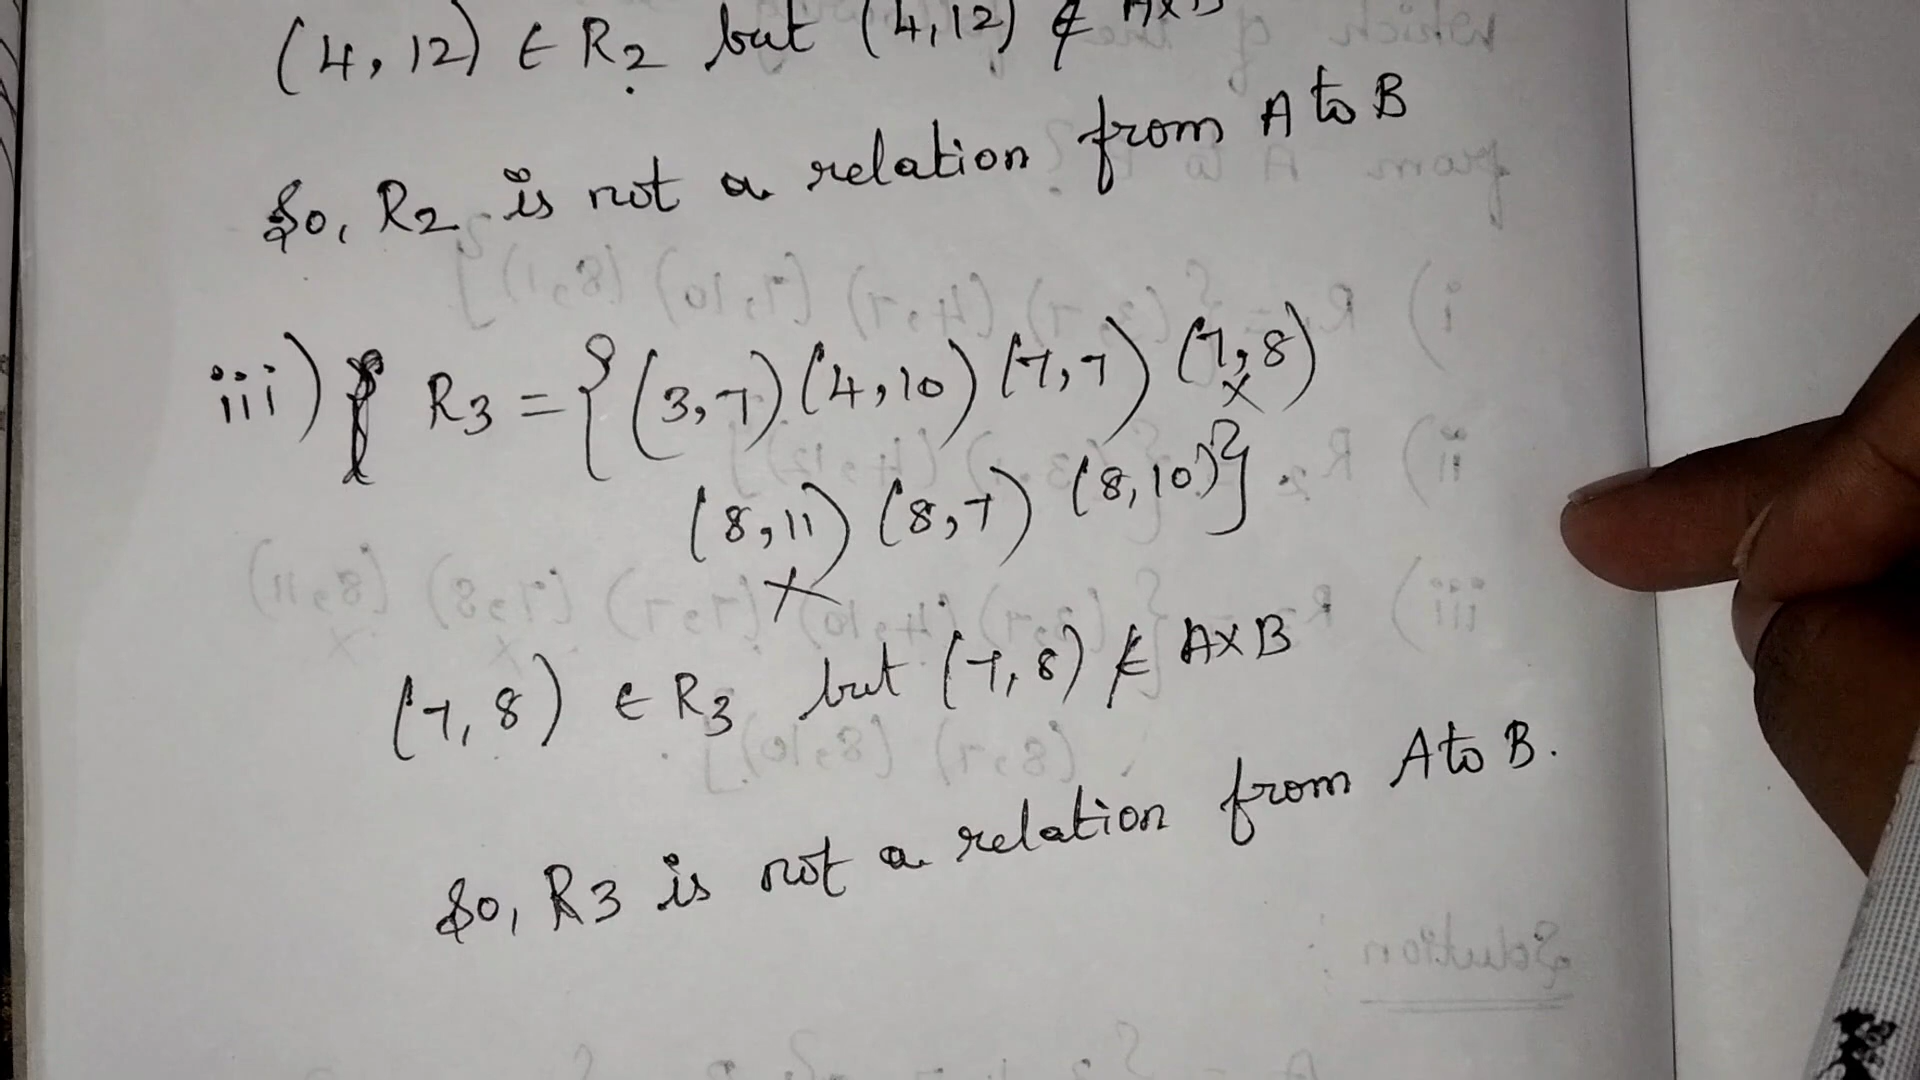 (4, 12) ∈ R2 but (4,12) ∉ A×B
So, R2 is not a relation from A to B
iii) R3 = {(3,7) (4,10) (7,7) (7,8)
×
(8,11) (8,7) (8,10)}
×
(7,8) ∈ R3 but (7,8) ∉ A×B
So, R3 is not a relation from A to B.